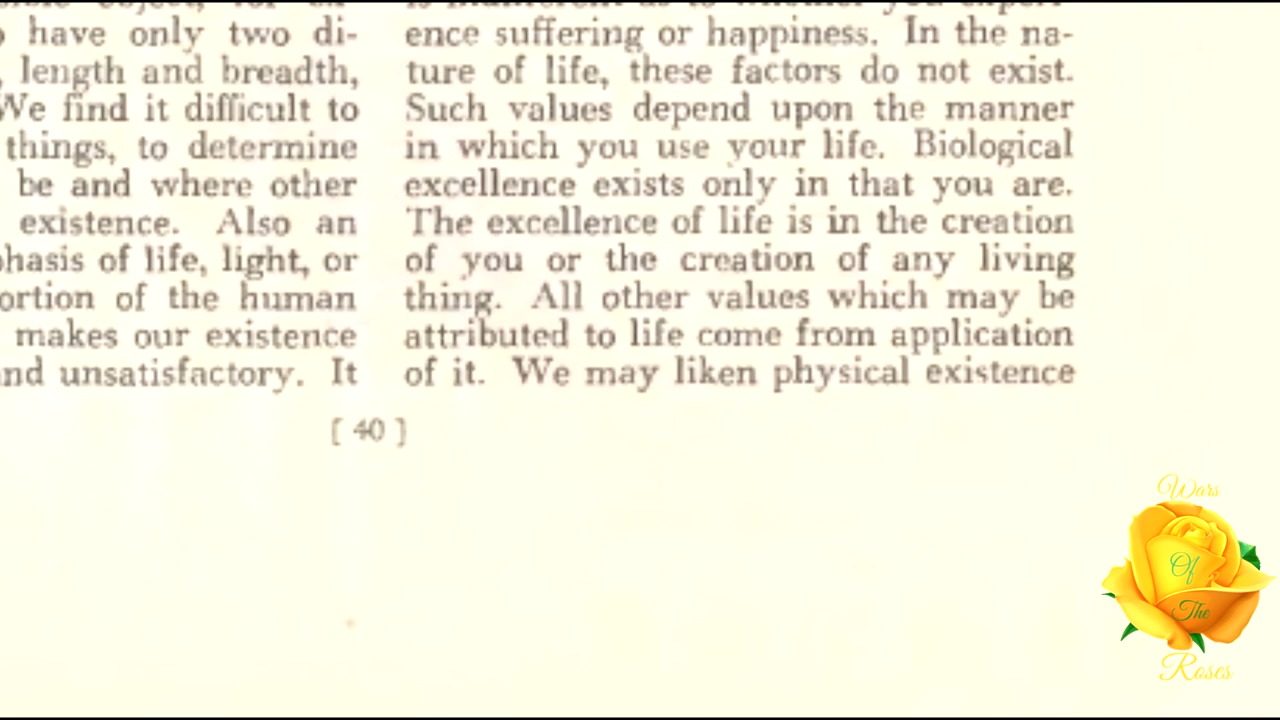 have only two di-
length and breadth,
We find it difficult to
things, to determine
be and where other
existence. Also an
of life, light, or
of the human
makes our existence
unsatisfactory. It
ence suffering or happiness. In the na-
ture of life, these factors do not exist.
Such values depend upon the manner
in which you use your life. Biological
excellence exists only in that you are.
The excellence of life is in the creation
of you or the creation of any living
thing. All other values which may be
attributed to life come from application
of it. We may liken physical existence
[ 40 ]
Wars
Of
The
Roses